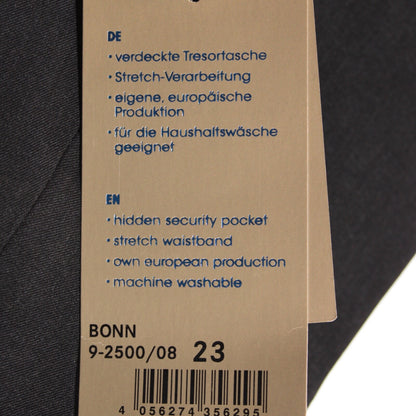 DE
• verdeckte Tresortasche
• Stretch-Verarbeitung
• eigene, europäische
Produktion
• für die Haushaltswäsche
geeignet
EN
• hidden security pocket
• stretch waistband
• own european production
• machine washable
BONN
9-2500/08 23
4 056274 356295